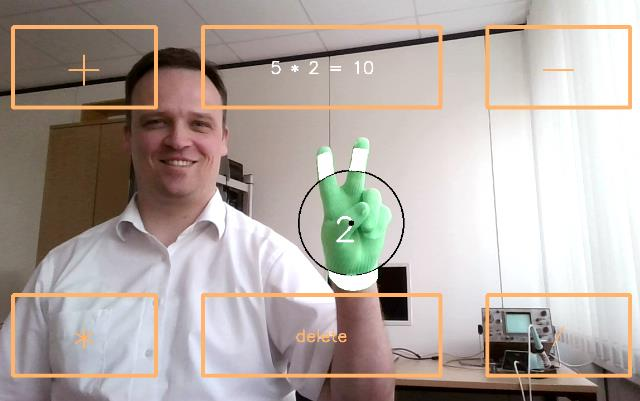 +
5 * 2 = 10
-
2
*
delete
/